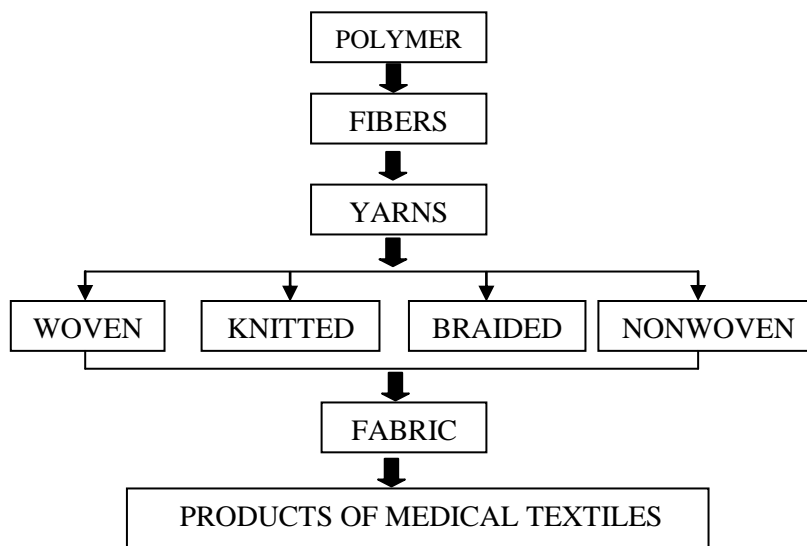 POLYMER
FIBERS
YARNS
WOVEN KNITTED BRAIDED NONWOVEN
FABRIC
PRODUCTS OF MEDICAL TEXTILES